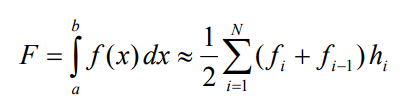 F = ∫_a^b f(x) dx ≈ 1/2 ∑_{i=1}^{N} (f_i + f_{i−1}) h_i